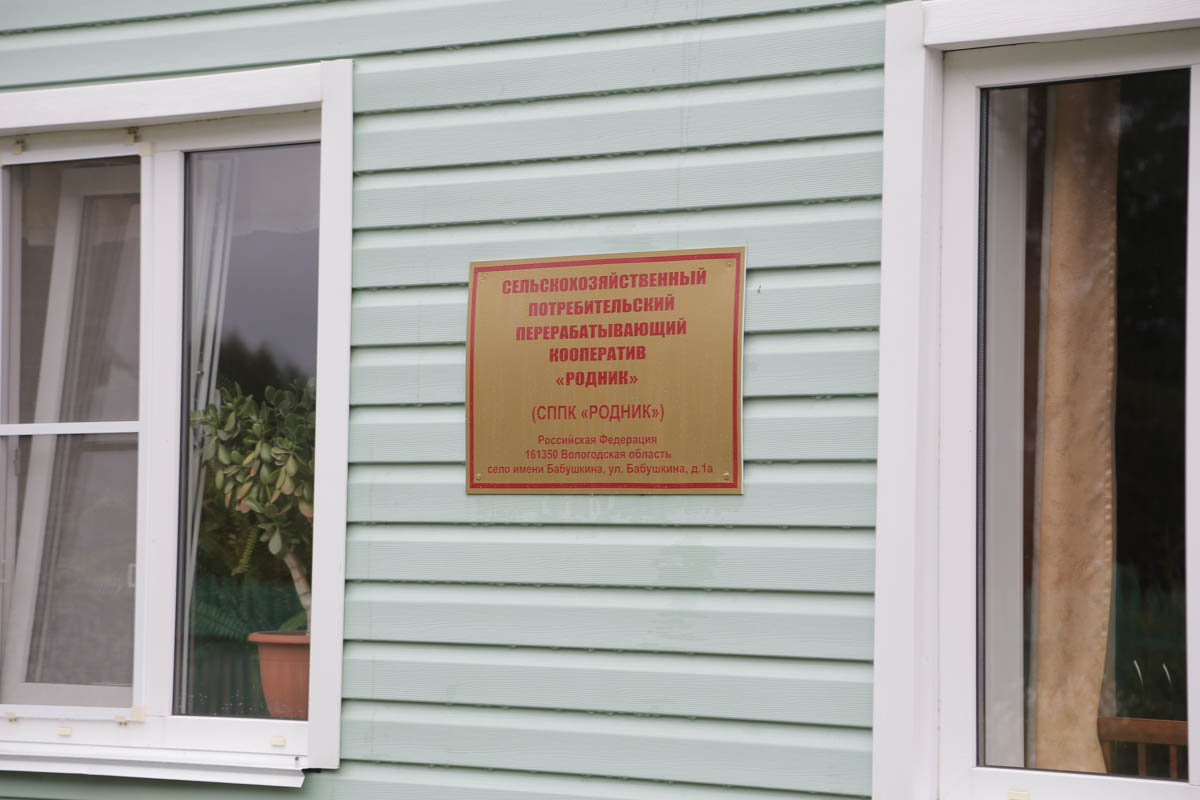 СЕЛЬСКОХОЗЯЙСТВЕННЫЙ
ПОТРЕБИТЕЛЬСКИЙ
ПЕРЕРАБАТЫВАЮЩИЙ
КООПЕРАТИВ
«РОДНИК»
(СППК «РОДНИК»)
Российская Федерация
161350 Вологодская область
село имени Бабушкина, ул. Бабушкина, д.1а